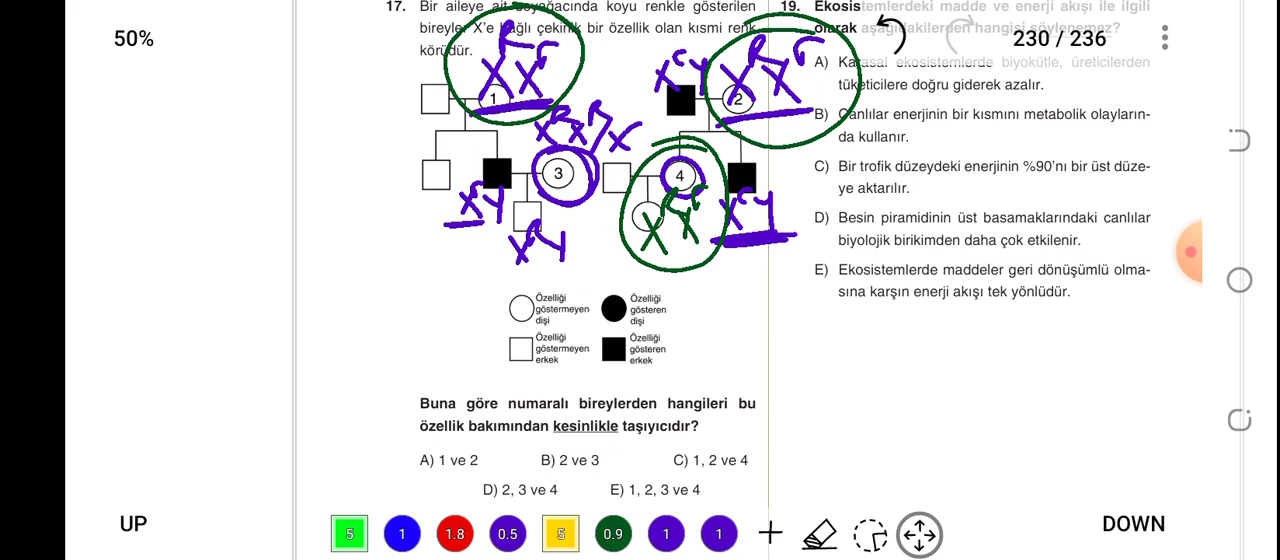 50%
17. Bir aileye ait soyağacında koyu renkle gösterilen
bireyler X'e bağlı çekinik bir özellik olan kısmi renk
körüdür.
X^R X^r
1
X^r Y
X^R X^r
2
X^R X^R/r
3
4
X^r Y
X^R Y
X^R X^r
X^r Y
Özelliği
göstermeyen
dişi
Özelliği
gösteren
dişi
Özelliği
göstermeyen
erkek
Özelliği
gösteren
erkek
Buna göre numaralı bireylerden hangileri bu
özellik bakımından kesinlikle taşıyıcıdır?
A) 1 ve 2 B) 2 ve 3 C) 1, 2 ve 4
D) 2, 3 ve 4 E) 1, 2, 3 ve 4
19. Ekosistemlerdeki madde ve enerji akışı ile ilgili
olarak aşağıdakilerden hangisi söylenemez?
230 / 236
A) Karasal ekosistemlerde biyokütle, üreticilerden
tüketicilere doğru giderek azalır.
B) Canlılar enerjinin bir kısmını metabolik olayların-
da kullanır.
C) Bir trofik düzeydeki enerjinin %90'nı bir üst düze-
ye aktarılır.
D) Besin piramidinin üst basamaklarındaki canlılar
biyolojik birikimden daha çok etkilenir.
E) Ekosistemlerde maddeler geri dönüşümlü olma-
sına karşın enerji akışı tek yönlüdür.
UP
5 1 1.8 0.5 5 0.9 1 1
DOWN